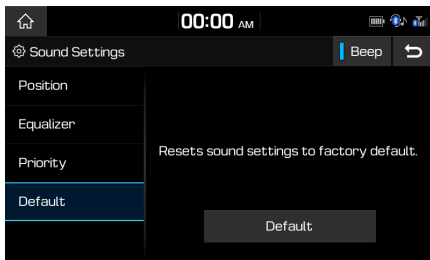 00:00 AM
Sound Settings
Beep
Position
Equalizer
Priority
Default
Resets sound settings to factory default.
Default